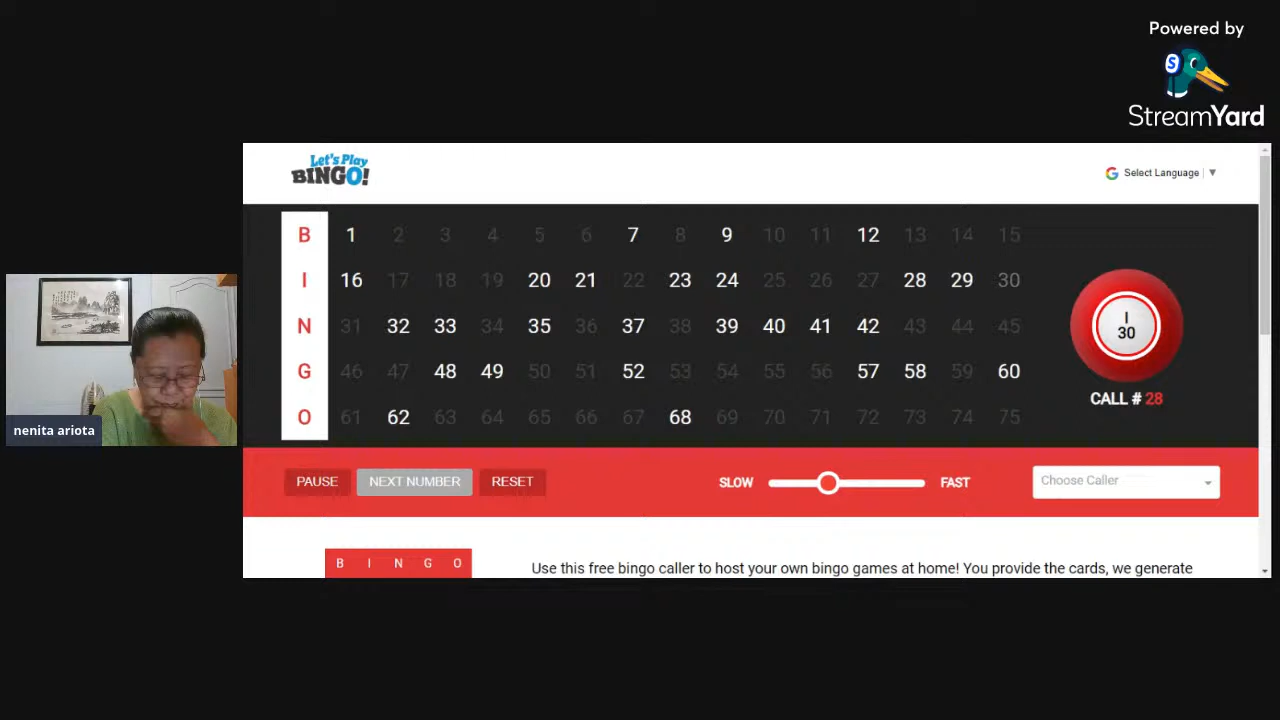 Powered by
StreamYard
Let's Play
BINGO!
Select Language ▼
B 1 2 3 4 5 6 7 8 9 10 11 12 13 14 15
I 16 17 18 19 20 21 22 23 24 25 26 27 28 29 30
N 31 32 33 34 35 36 37 38 39 40 41 42 43 44 45
G 46 47 48 49 50 51 52 53 54 55 56 57 58 59 60
O 61 62 63 64 65 66 67 68 69 70 71 72 73 74 75
I
30
CALL # 28
nenita ariota
PAUSE NEXT NUMBER RESET SLOW FAST Choose Caller
B I N G O
Use this free bingo caller to host your own bingo games at home! You provide the cards, we generate